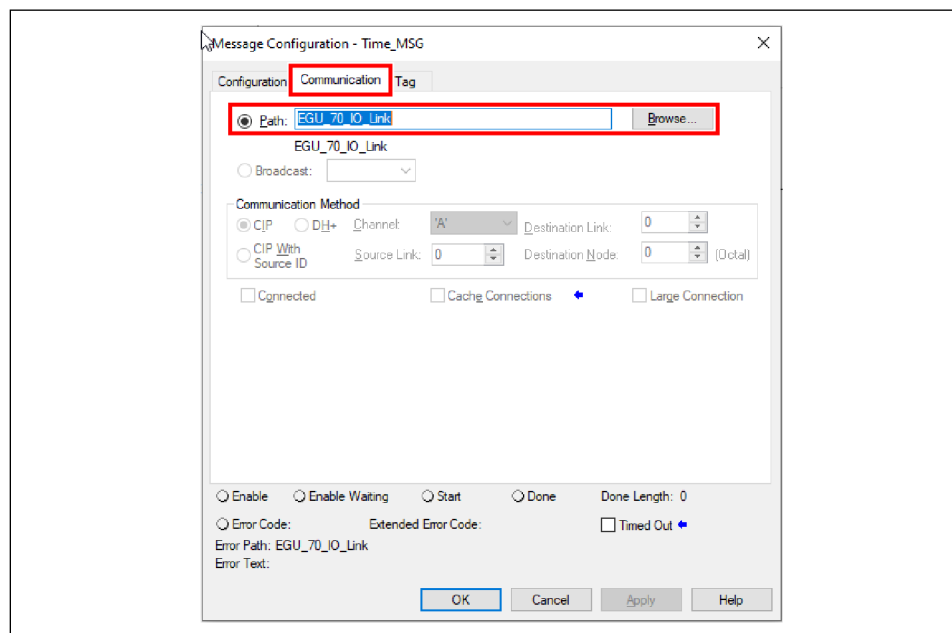 Message Configuration - Time_MSG
Configuration Communication Tag
Path: EGU_70_IO_Link Browse...
EGU_70_IO_Link
Broadcast:
Communication Method
CIP DH+ Channel: 'A' Destination Link: 0
CIP With Source ID Source Link: 0 Destination Node: 0 (Octal)
Connected Cache Connections Large Connection
Enable Enable Waiting Start Done Done Length: 0
Error Code: Extended Error Code: Timed Out
Error Path: EGU_70_IO_Link
Error Text:
OK Cancel Apply Help